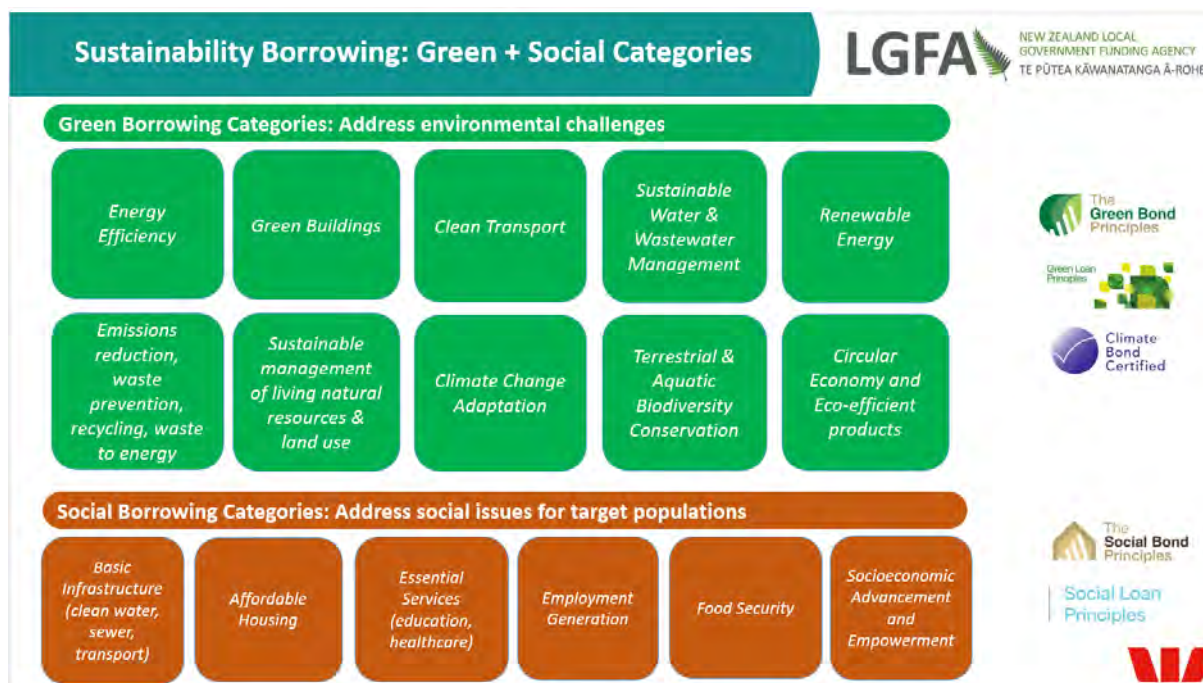 Sustainability Borrowing: Green + Social Categories
LGFA
NEW ZEALAND LOCAL
GOVERNMENT FUNDING AGENCY
TE PŪTEA KĀWANATANGA Ā-ROHE
Green Borrowing Categories: Address environmental challenges
Energy
Efficiency
Green Buildings
Clean Transport
Sustainable
Water &
Wastewater
Management
Renewable
Energy
The
Green Bond
Principles
Green Loan
Principles
Climate
Bond
Certified
Emissions
reduction,
waste
prevention,
recycling, waste
to energy
Sustainable
management
of living natural
resources &
land use
Climate Change
Adaptation
Terrestrial &
Aquatic
Biodiversity
Conservation
Circular
Economy and
Eco-efficient
products
Social Borrowing Categories: Address social issues for target populations
Basic
Infrastructure
(clean water,
sewer,
transport)
Affordable
Housing
Essential
Services
(education,
healthcare)
Employment
Generation
Food Security
Socioeconomic
Advancement
and
Empowerment
The
Social Bond
Principles
Social Loan
Principles